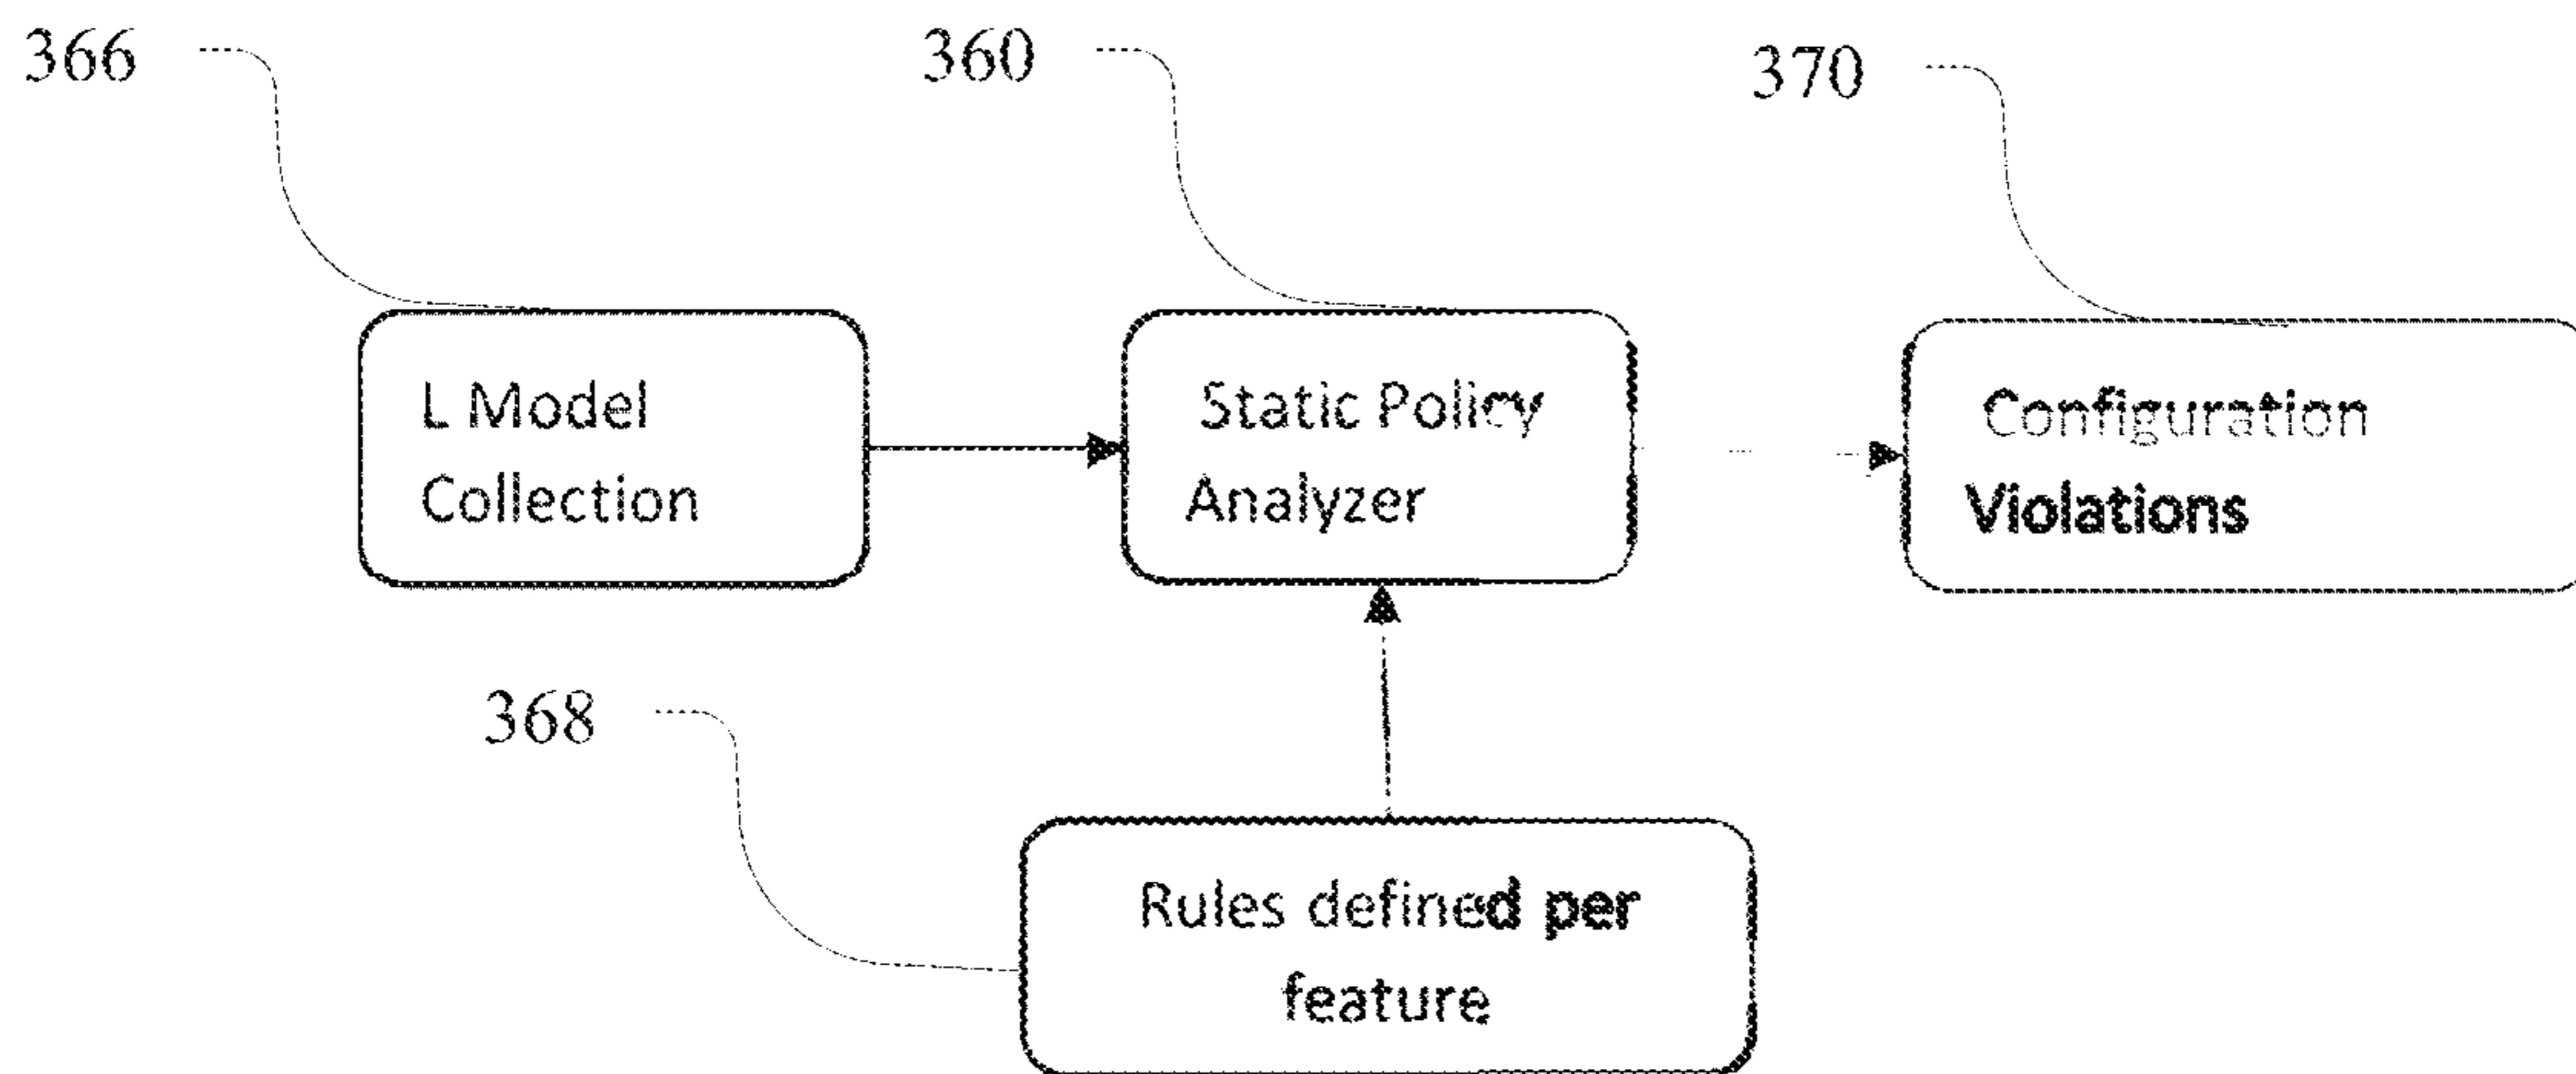 366
360
370
L Model
Collection
Static Policy
Analyzer
Configuration
Violations
368
Rules defined per
feature